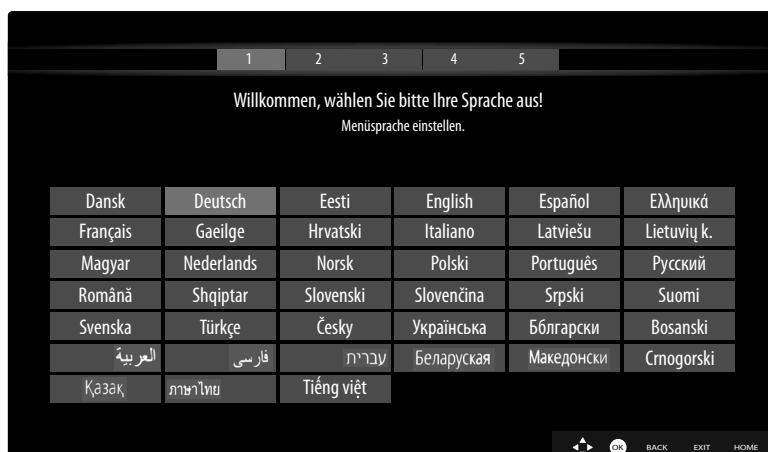 1 2 3 4 5
Willkommen, wählen Sie bitte Ihre Sprache aus!
Menüsprache einstellen.
Dansk Deutsch Eesti English Español Ελληνικά
Français Gaeilge Hrvatski Italiano Latviešu Lietuvių k.
Magyar Nederlands Norsk Polski Português Русский
Română Shqiptar Slovenski Slovenčina Srpski Suomi
Svenska Türkçe Česky Українська Бблгарски Bosanski
العربية فارسی עברית Беларуская Македонски Crnogorski
Қазақ ภาษาไทย Tiếng việt
OK BACK EXIT HOME